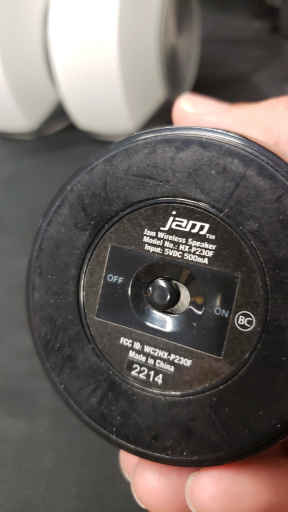 jam™
Jam Wireless Speaker
Model No.: HX-P230F
Input: 5VDC 500mA
OFF
ON
BC
FCC ID: WC2HX-P230F
Made in China
2214